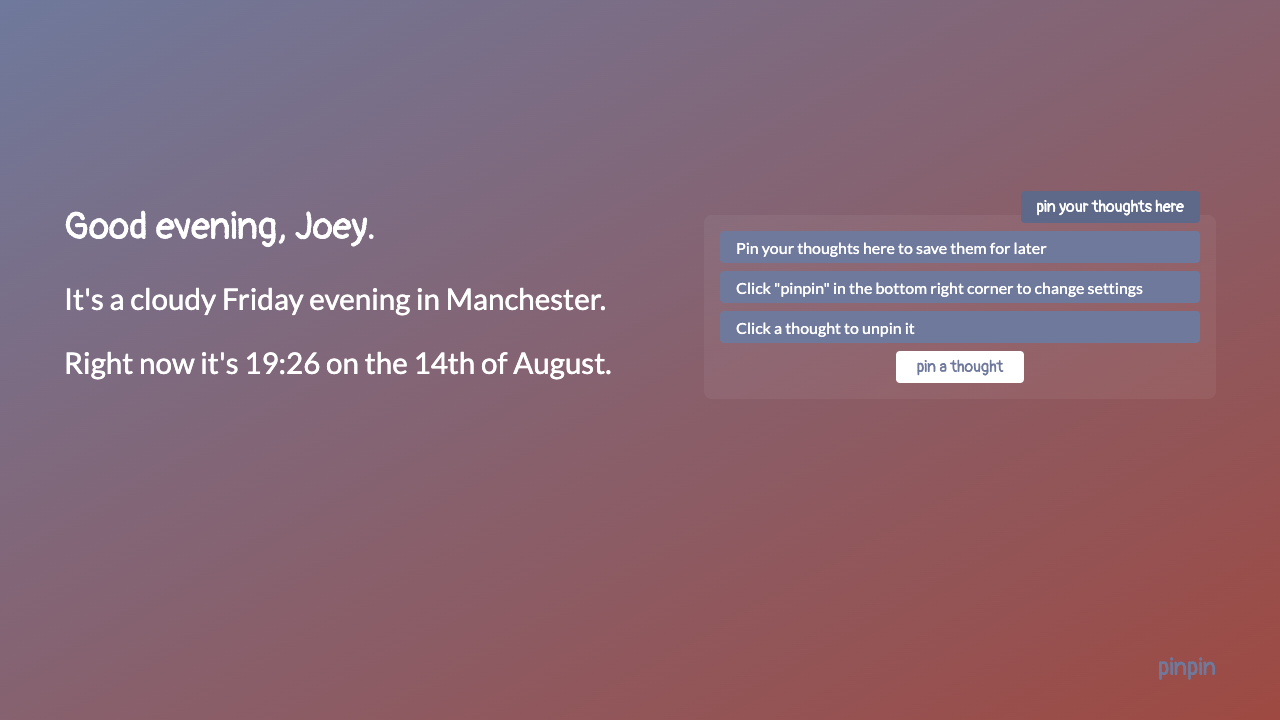 Good evening, Joey.
It's a cloudy Friday evening in Manchester.
Right now it's 19:26 on the 14th of August.
pin your thoughts here
Pin your thoughts here to save them for later
Click "pinpin" in the bottom right corner to change settings
Click a thought to unpin it
pin a thought
pinpin